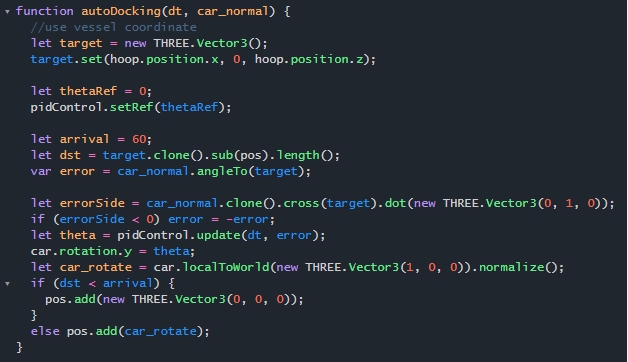 function autoDocking(dt, car_normal) {
//use vessel coordinate
let target = new THREE.Vector3();
target.set(hoop.position.x, 0, hoop.position.z);
let thetaRef = 0;
pidControl.setRef(thetaRef);
let arrival = 60;
let dst = target.clone().sub(pos).length();
var error = car_normal.angleTo(target);
let errorSide = car_normal.clone().cross(target).dot(new THREE.Vector3(0, 1, 0));
if (errorSide < 0) error = -error;
let theta = pidControl.update(dt, error);
car.rotation.y = theta;
let car_rotate = car.localToWorld(new THREE.Vector3(1, 0, 0)).normalize();
if (dst < arrival) {
pos.add(new THREE.Vector3(0, 0, 0));
}
else pos.add(car_rotate);
}